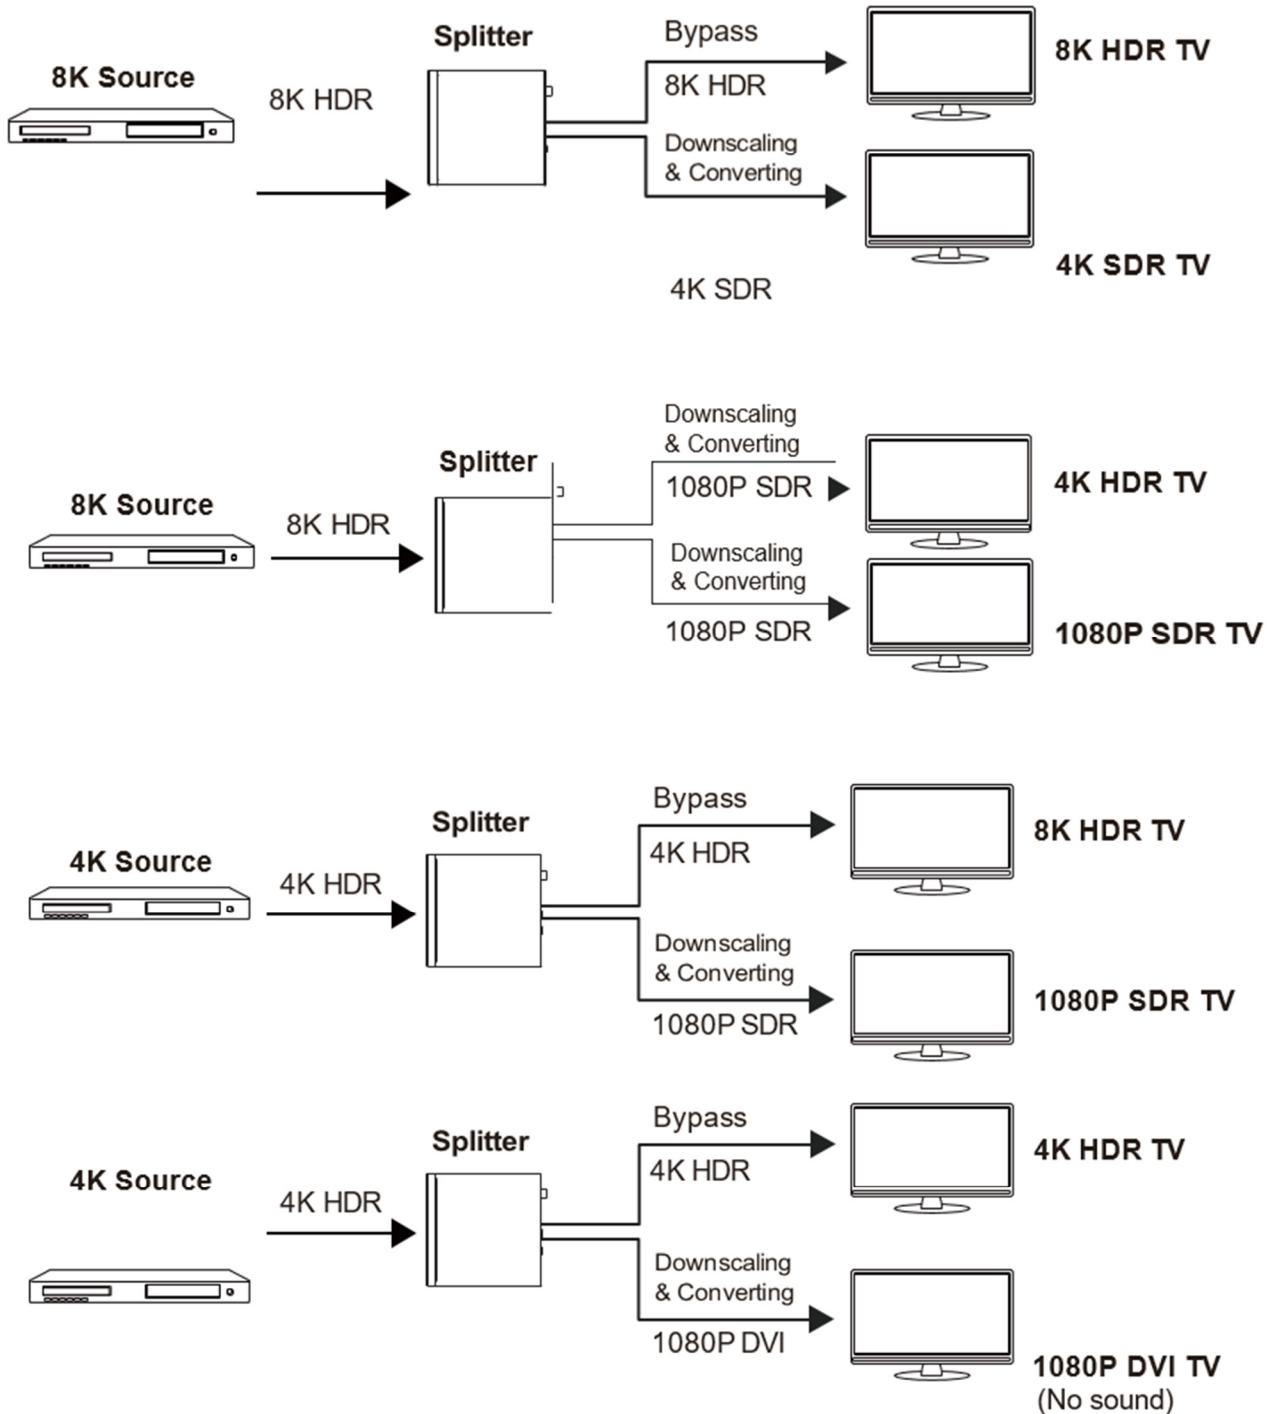 Splitter
8K Source
8K HDR
Bypass
8K HDR
8K HDR TV
Downscaling
& Converting
4K SDR
4K SDR TV
Splitter
8K Source
8K HDR
Downscaling
& Converting
1080P SDR
4K HDR TV
Downscaling
& Converting
1080P SDR
1080P SDR TV
Splitter
4K Source
4K HDR
Bypass
4K HDR
8K HDR TV
Downscaling
& Converting
1080P SDR
1080P SDR TV
Splitter
4K Source
4K HDR
Bypass
4K HDR
4K HDR TV
Downscaling
& Converting
1080P DVI
1080P DVI TV
(No sound)